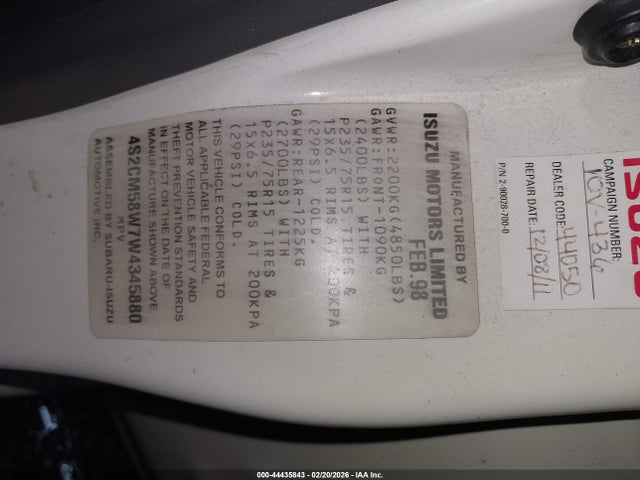 MANUFACTURED BY
ISUZU MOTORS LIMITED
FEB.98
GVWR:2200KG(4850LBS)
GAWR:FRONT-1090KG
(2400LBS) WITH
P235/75R15 TIRES &
15X6.5 RIMS AT 200KPA
(29PSI) COLD.
GAWR:REAR-1225KG
(2700LBS) WITH
P235/75R15 TIRES &
15X6.5 RIMS AT 200KPA
(29PSI) COLD.
THIS VEHICLE CONFORMS TO
ALL APPLICABLE FEDERAL
MOTOR VEHICLE SAFETY AND
THEFT PREVENTION STANDARDS
IN EFFECT ON THE DATE OF
MANUFACTURE SHOWN ABOVE.
4S2CM58W7W4345880
MPV
ASSEMBLED BY SUBARU-ISUZU
AUTOMOTIVE INC.
ISUZU
CAMPAIGN NUMBER:
DEALER CODE: 44050
REPAIR DATE: 12/08/11
P/N 2-90028-700-0
000-44435843 - 02/20/2026 - IAA Inc.